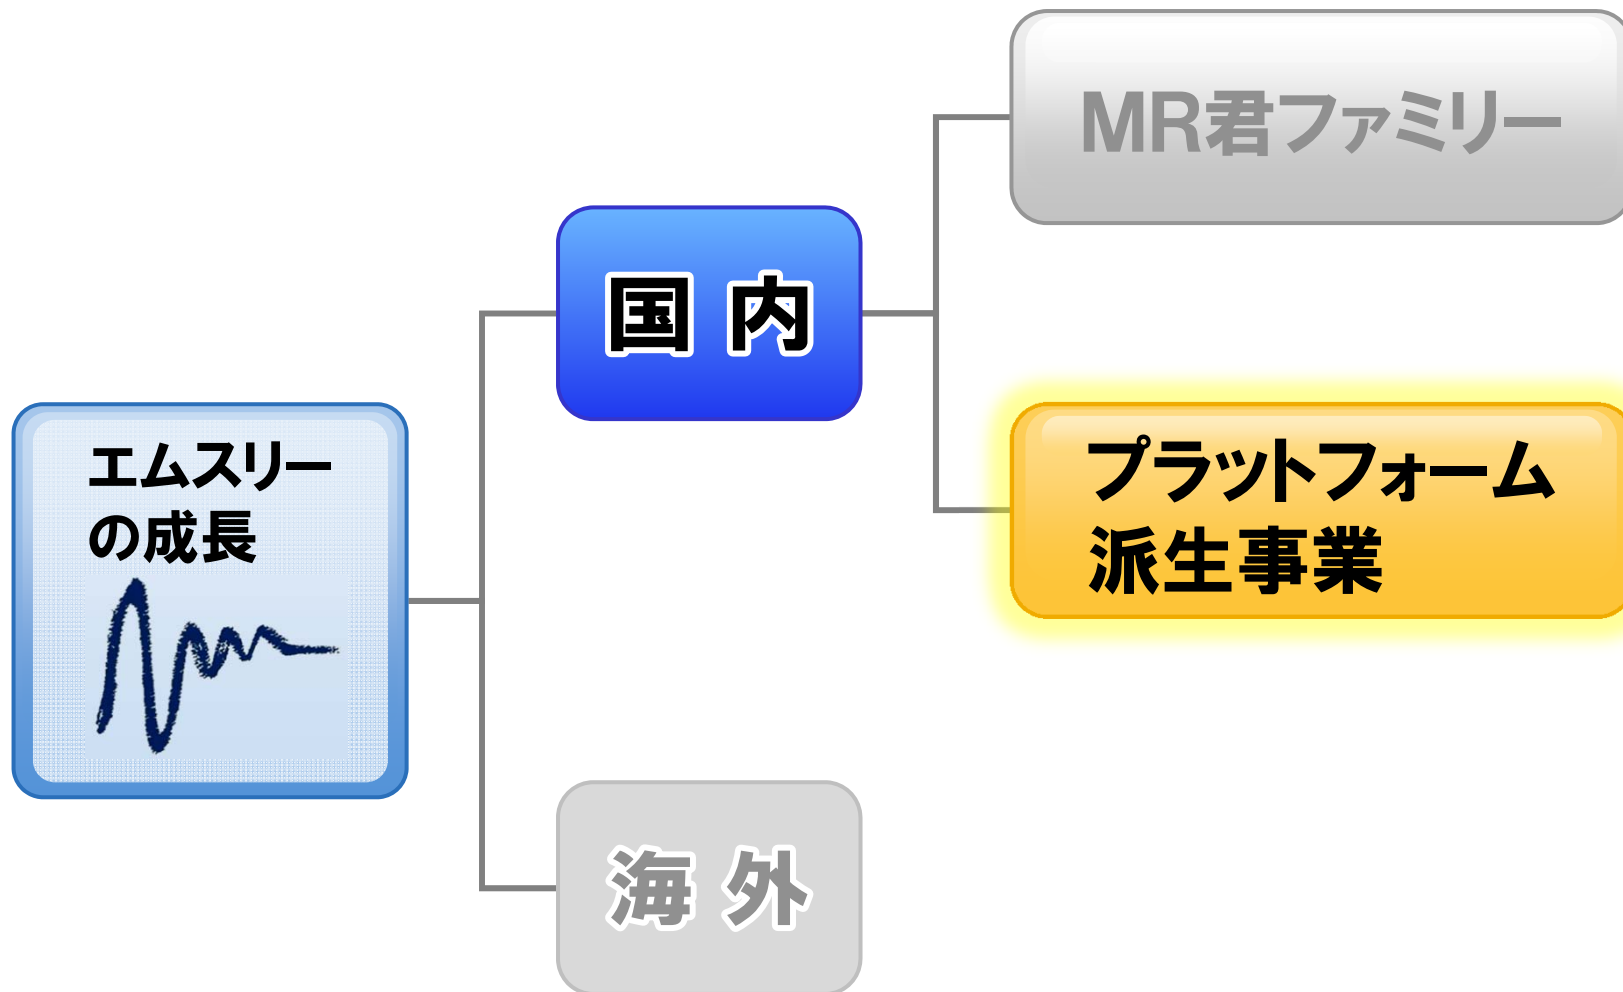 MR君ファミリー
国 内
エムスリー
の成長
プラットフォーム
派生事業
海 外